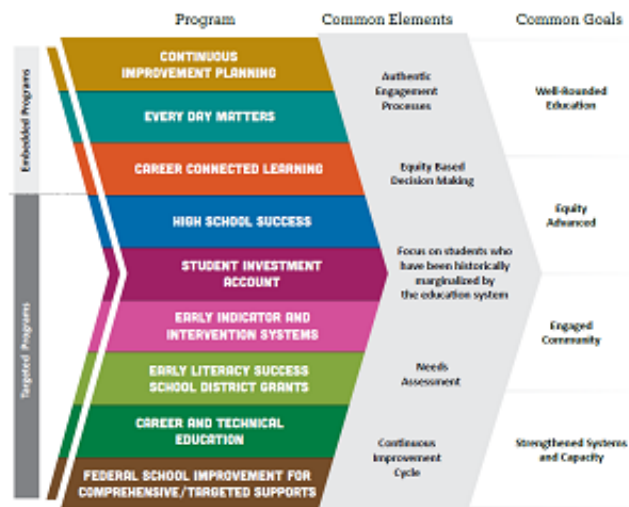 Program
Common Elements
Common Goals
Embedded Programs
Targeted Programs
CONTINUOUS
IMPROVEMENT PLANNING
EVERY DAY MATTERS
CAREER CONNECTED LEARNING
HIGH SCHOOL SUCCESS
STUDENT INVESTMENT
ACCOUNT
EARLY INDICATOR AND
INTERVENTION SYSTEMS
EARLY LITERACY SUCCESS
SCHOOL DISTRICT GRANTS
CAREER AND TECHNICAL
EDUCATION
FEDERAL SCHOOL IMPROVEMENT FOR
COMPREHENSIVE/TARGETED SUPPORTS
Authentic
Engagement
Processes
Equity Based
Decision Making
Focus on students who
have been historically
marginalized by
the education system
Needs
Assessment
Continuous
Improvement
Cycle
Well-Rounded
Education
Equity
Advanced
Engaged
Community
Strengthened Systems
and Capacity